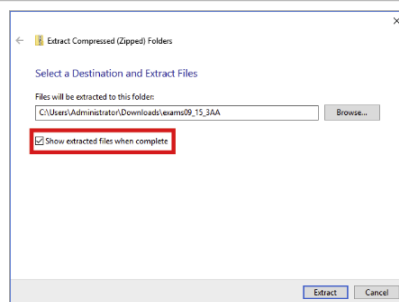 Extract Compressed (Zipped) Folders
Select a Destination and Extract Files
Files will be extracted to this folder:
C:\Users\Administrator\Downloads\exams09_15_3AA
Browse...
Show extracted files when complete
Extract
Cancel